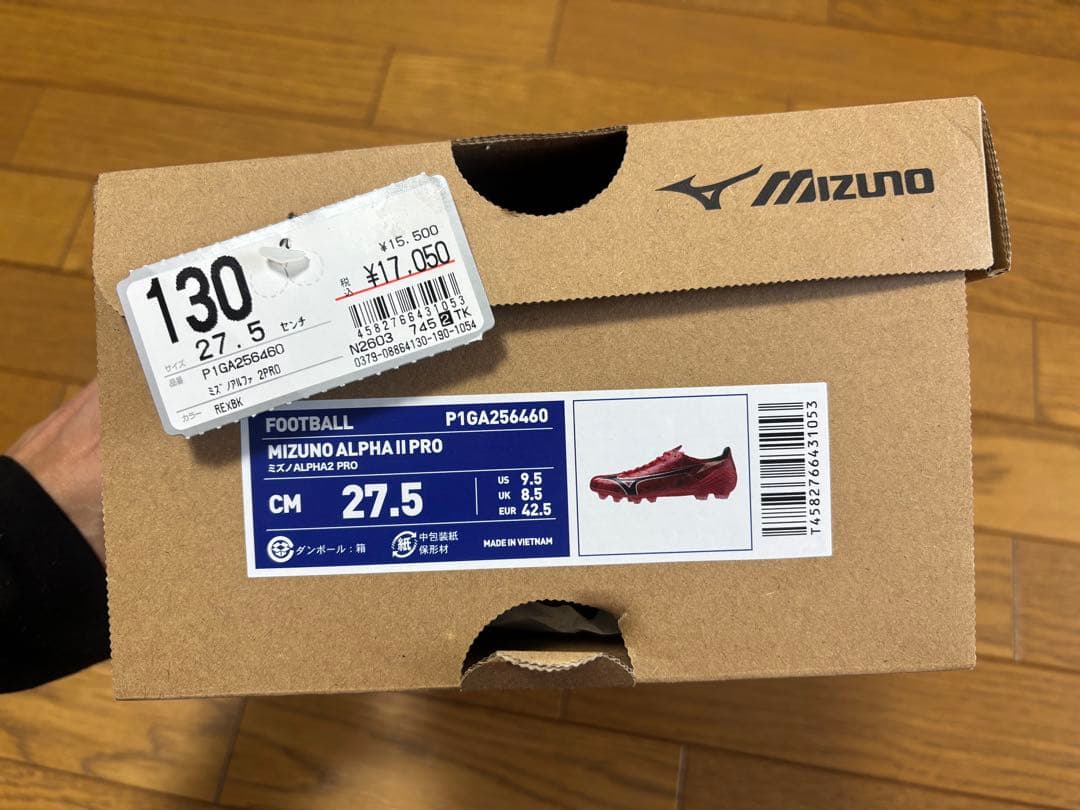 MIZUNO
130
¥15.500
税込 ¥17.050
サイズ 27.5 センチ
4582766431053
品番 P1GA256460
N2603 745 2 TK
ミズノアルファ 2PRO
0379-08864130-190-1054
カラー REXBK
FOOTBALL P1GA256460
MIZUNO ALPHA II PRO
ミズノALPHA2 PRO
CM 27.5
US 9.5
UK 8.5
EUR 42.5
ダンボール：箱
紙 中包装紙
保形材
MADE IN VIETNAM
T4582766431053